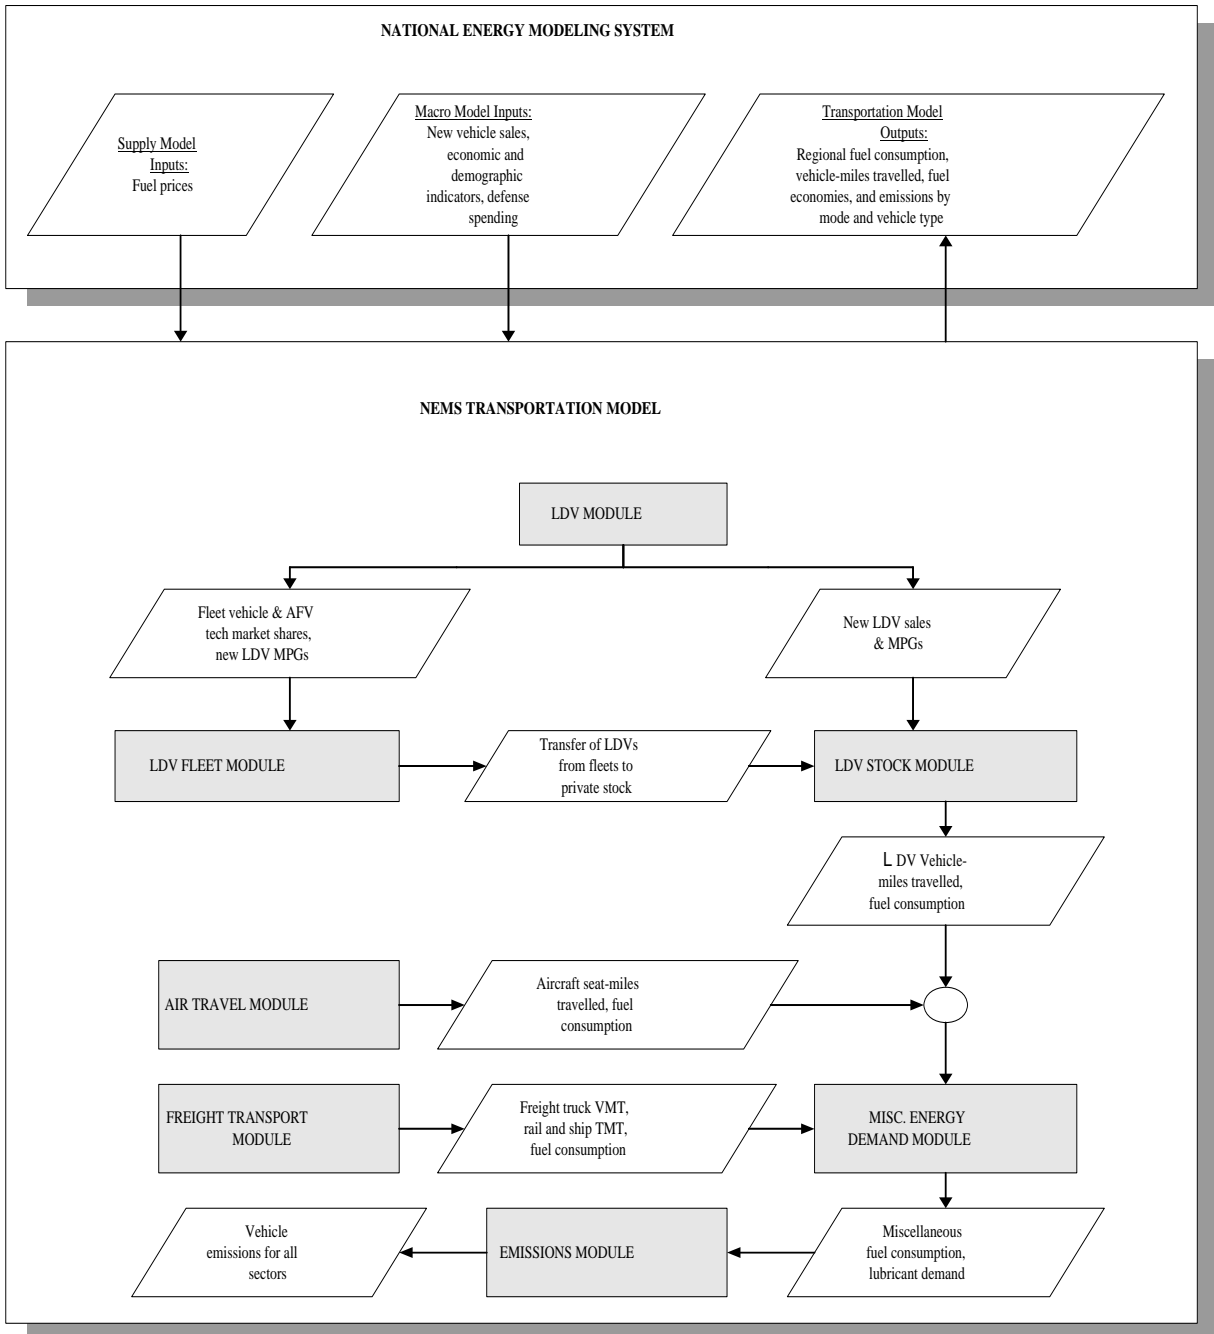 NATIONAL ENERGY MODELING SYSTEM
Supply Model
Inputs:
Fuel prices
Macro Model Inputs:
New vehicle sales,
economic and
demographic
indicators, defense
spending
Transportation Model
Outputs:
Regional fuel consumption,
vehicle-miles travelled, fuel
economies, and emissions by
mode and vehicle type
NEMS TRANSPORTATION MODEL
LDV MODULE
Fleet vehicle & AFV
tech market shares,
new LDV MPGs
New LDV sales
& MPGs
LDV FLEET MODULE
Transfer of LDVs
from fleets to
private stock
LDV STOCK MODULE
L DV Vehicle-
miles travelled,
fuel consumption
AIR TRAVEL MODULE
Aircraft seat-miles
travelled, fuel
consumption
FREIGHT TRANSPORT
MODULE
Freight truck VMT,
rail and ship TMT,
fuel consumption
MISC. ENERGY
DEMAND MODULE
Vehicle
emissions for all
sectors
EMISSIONS MODULE
Miscellaneous
fuel consumption,
lubricant demand